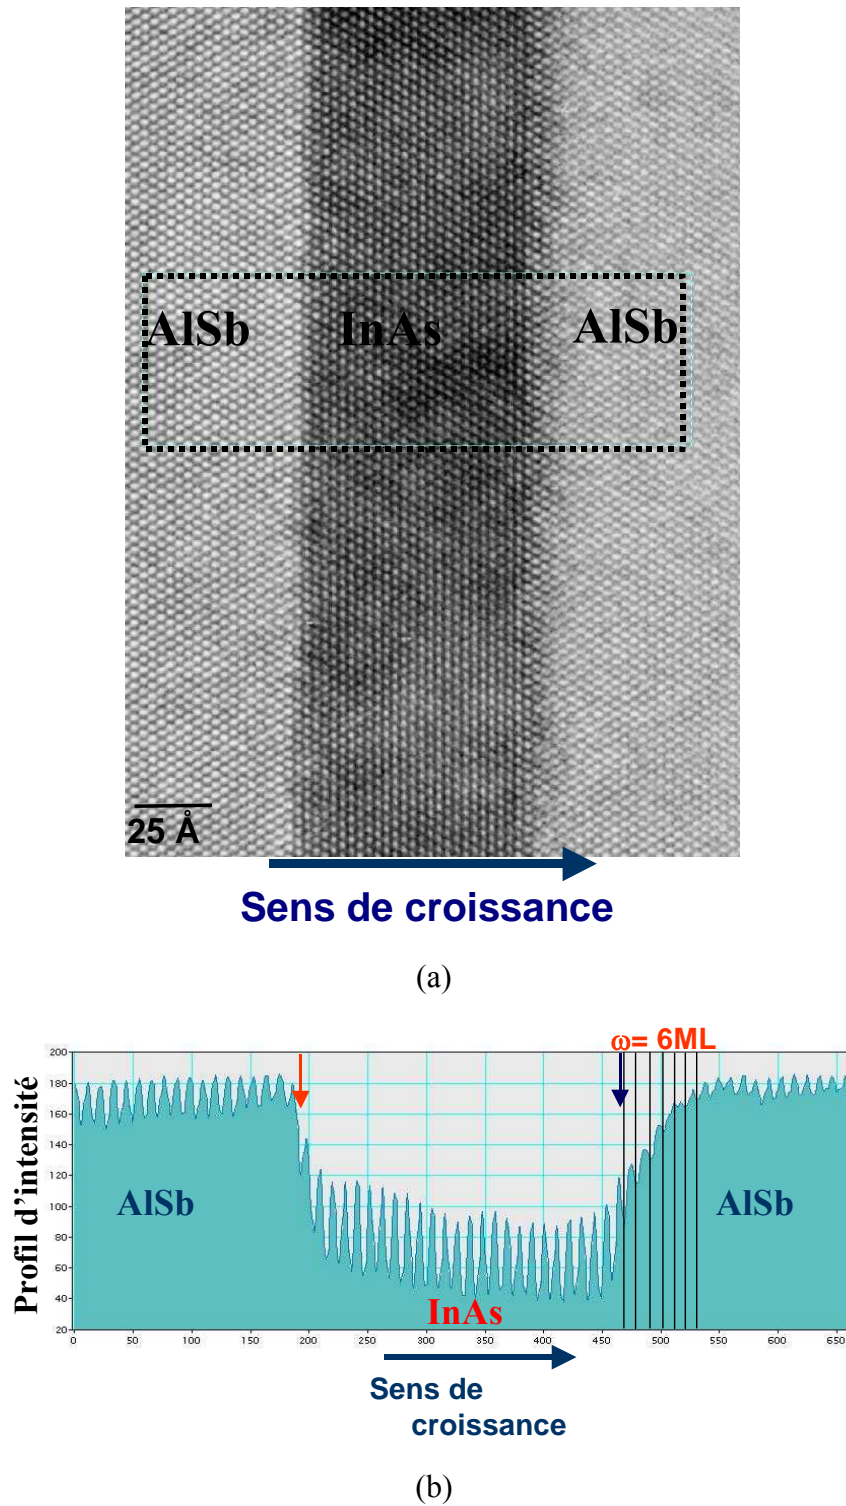 AlSb InAs AlSb
25 Å
Sens de croissance
(a)
ω= 6ML
Profil d'intensité
200
180
160
140
120
100
80
60
40
20
AlSb AlSb
InAs
0 50 100 150 200 250 300 350 400 450 500 550 600 650
Sens de
croissance
(b)